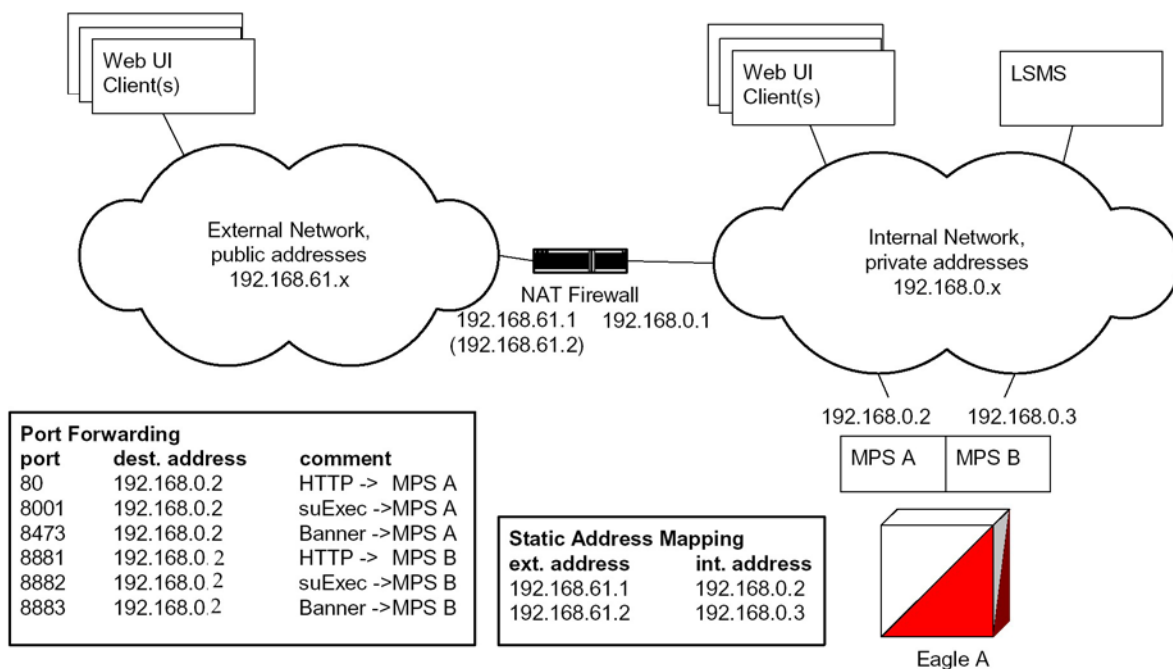 Web UI
Client(s)
Web UI
Client(s)
LSMS
External Network,
public addresses
192.168.61.x
Internal Network,
private addresses
192.168.0.x
NAT Firewall
192.168.61.1 192.168.0.1
(192.168.61.2)
192.168.0.2 192.168.0.3
MPS A MPS B
Port Forwarding
port dest. address comment
80 192.168.0.2 HTTP -> MPS A
8001 192.168.0.2 suExec ->MPS A
8473 192.168.0.2 Banner ->MPS A
8881 192.168.0.2 HTTP -> MPS B
8882 192.168.0.2 suExec ->MPS B
8883 192.168.0.2 Banner ->MPS B
Static Address Mapping
ext. address int. address
192.168.61.1 192.168.0.2
192.168.61.2 192.168.0.3
Eagle A